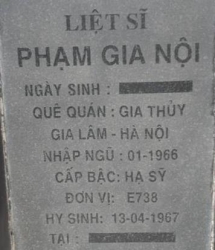 LIỆT SĨ
PHẠM GIA NỘI
NGÀY SINH :
QUÊ QUÁN : GIA THỦY
GIA LÂM - HÀ NỘI
NHẬP NGŨ : 01-1966
CẤP BẬC: HẠ SỸ
ĐƠN VỊ: E738
HY SINH: 13-04-1967
TẠI :